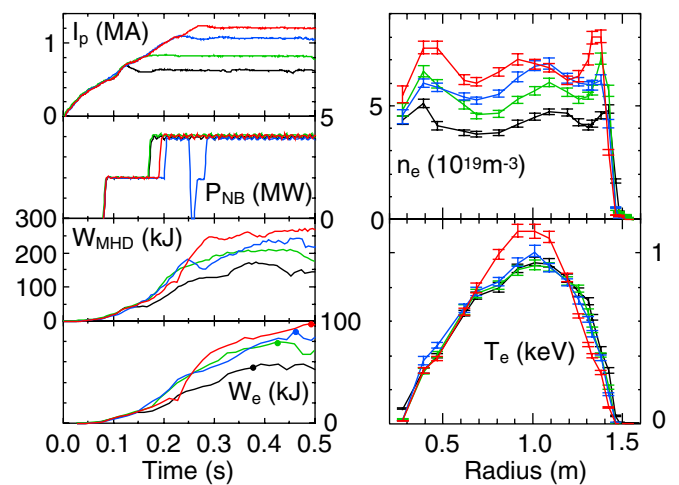 I_p (MA)
1
0
5
P_NB (MW)
0
300
W_MHD (kJ)
200
100
0
100
W_e (kJ)
0
0.0 0.1 0.2 0.3 0.4 0.5
Time (s)
5
n_e (10^19m^-3)
0
1
T_e (keV)
0
0.5 1.0 1.5
Radius (m)